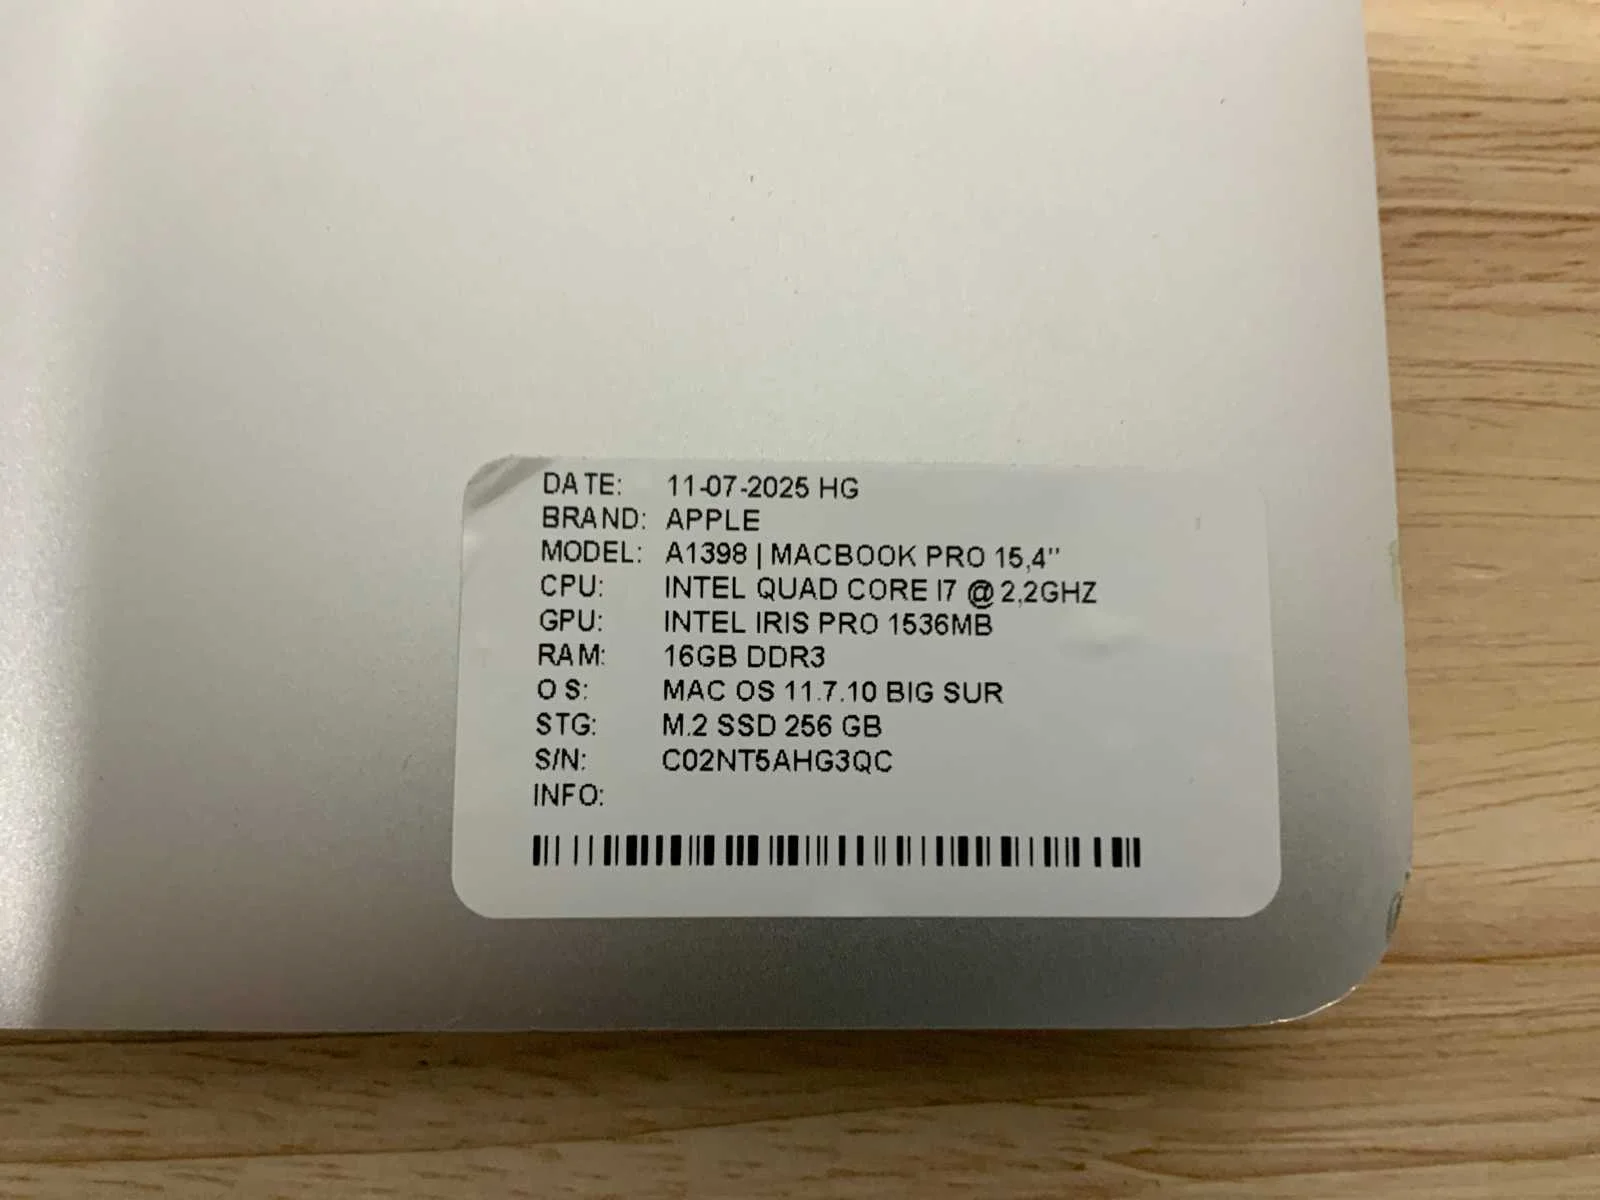 DATE: 11-07-2025 HG
BRAND: APPLE
MODEL: A1398 | MACBOOK PRO 15,4"
CPU: INTEL QUAD CORE I7 @ 2,2GHZ
GPU: INTEL IRIS PRO 1536MB
RAM: 16GB DDR3
OS: MAC OS 11.7.10 BIG SUR
STG: M.2 SSD 256 GB
S/N: C02NT5AHG3QC
INFO: